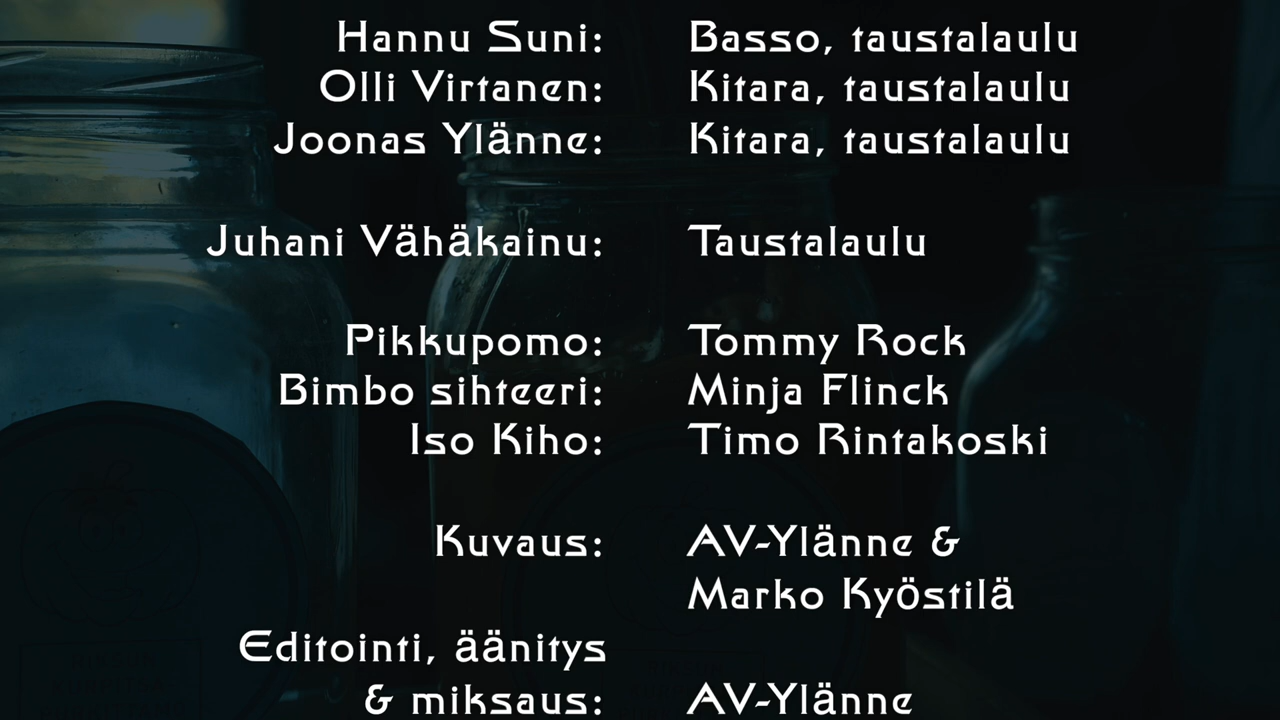 Hannu Suni: Basso, taustalaulu
Olli Virtanen: Kitara, taustalaulu
Joonas Ylänne: Kitara, taustalaulu
Juhani Vähäkainu: Taustalaulu
Pikkupomo: Tommy Rock
Bimbo sihteeri: Minja Flinck
Iso Kiho: Timo Rintakoski
Kuvaus: AV-Ylänne &
Marko Kyöstilä
Editointi, äänitys
& miksaus: AV-Ylänne